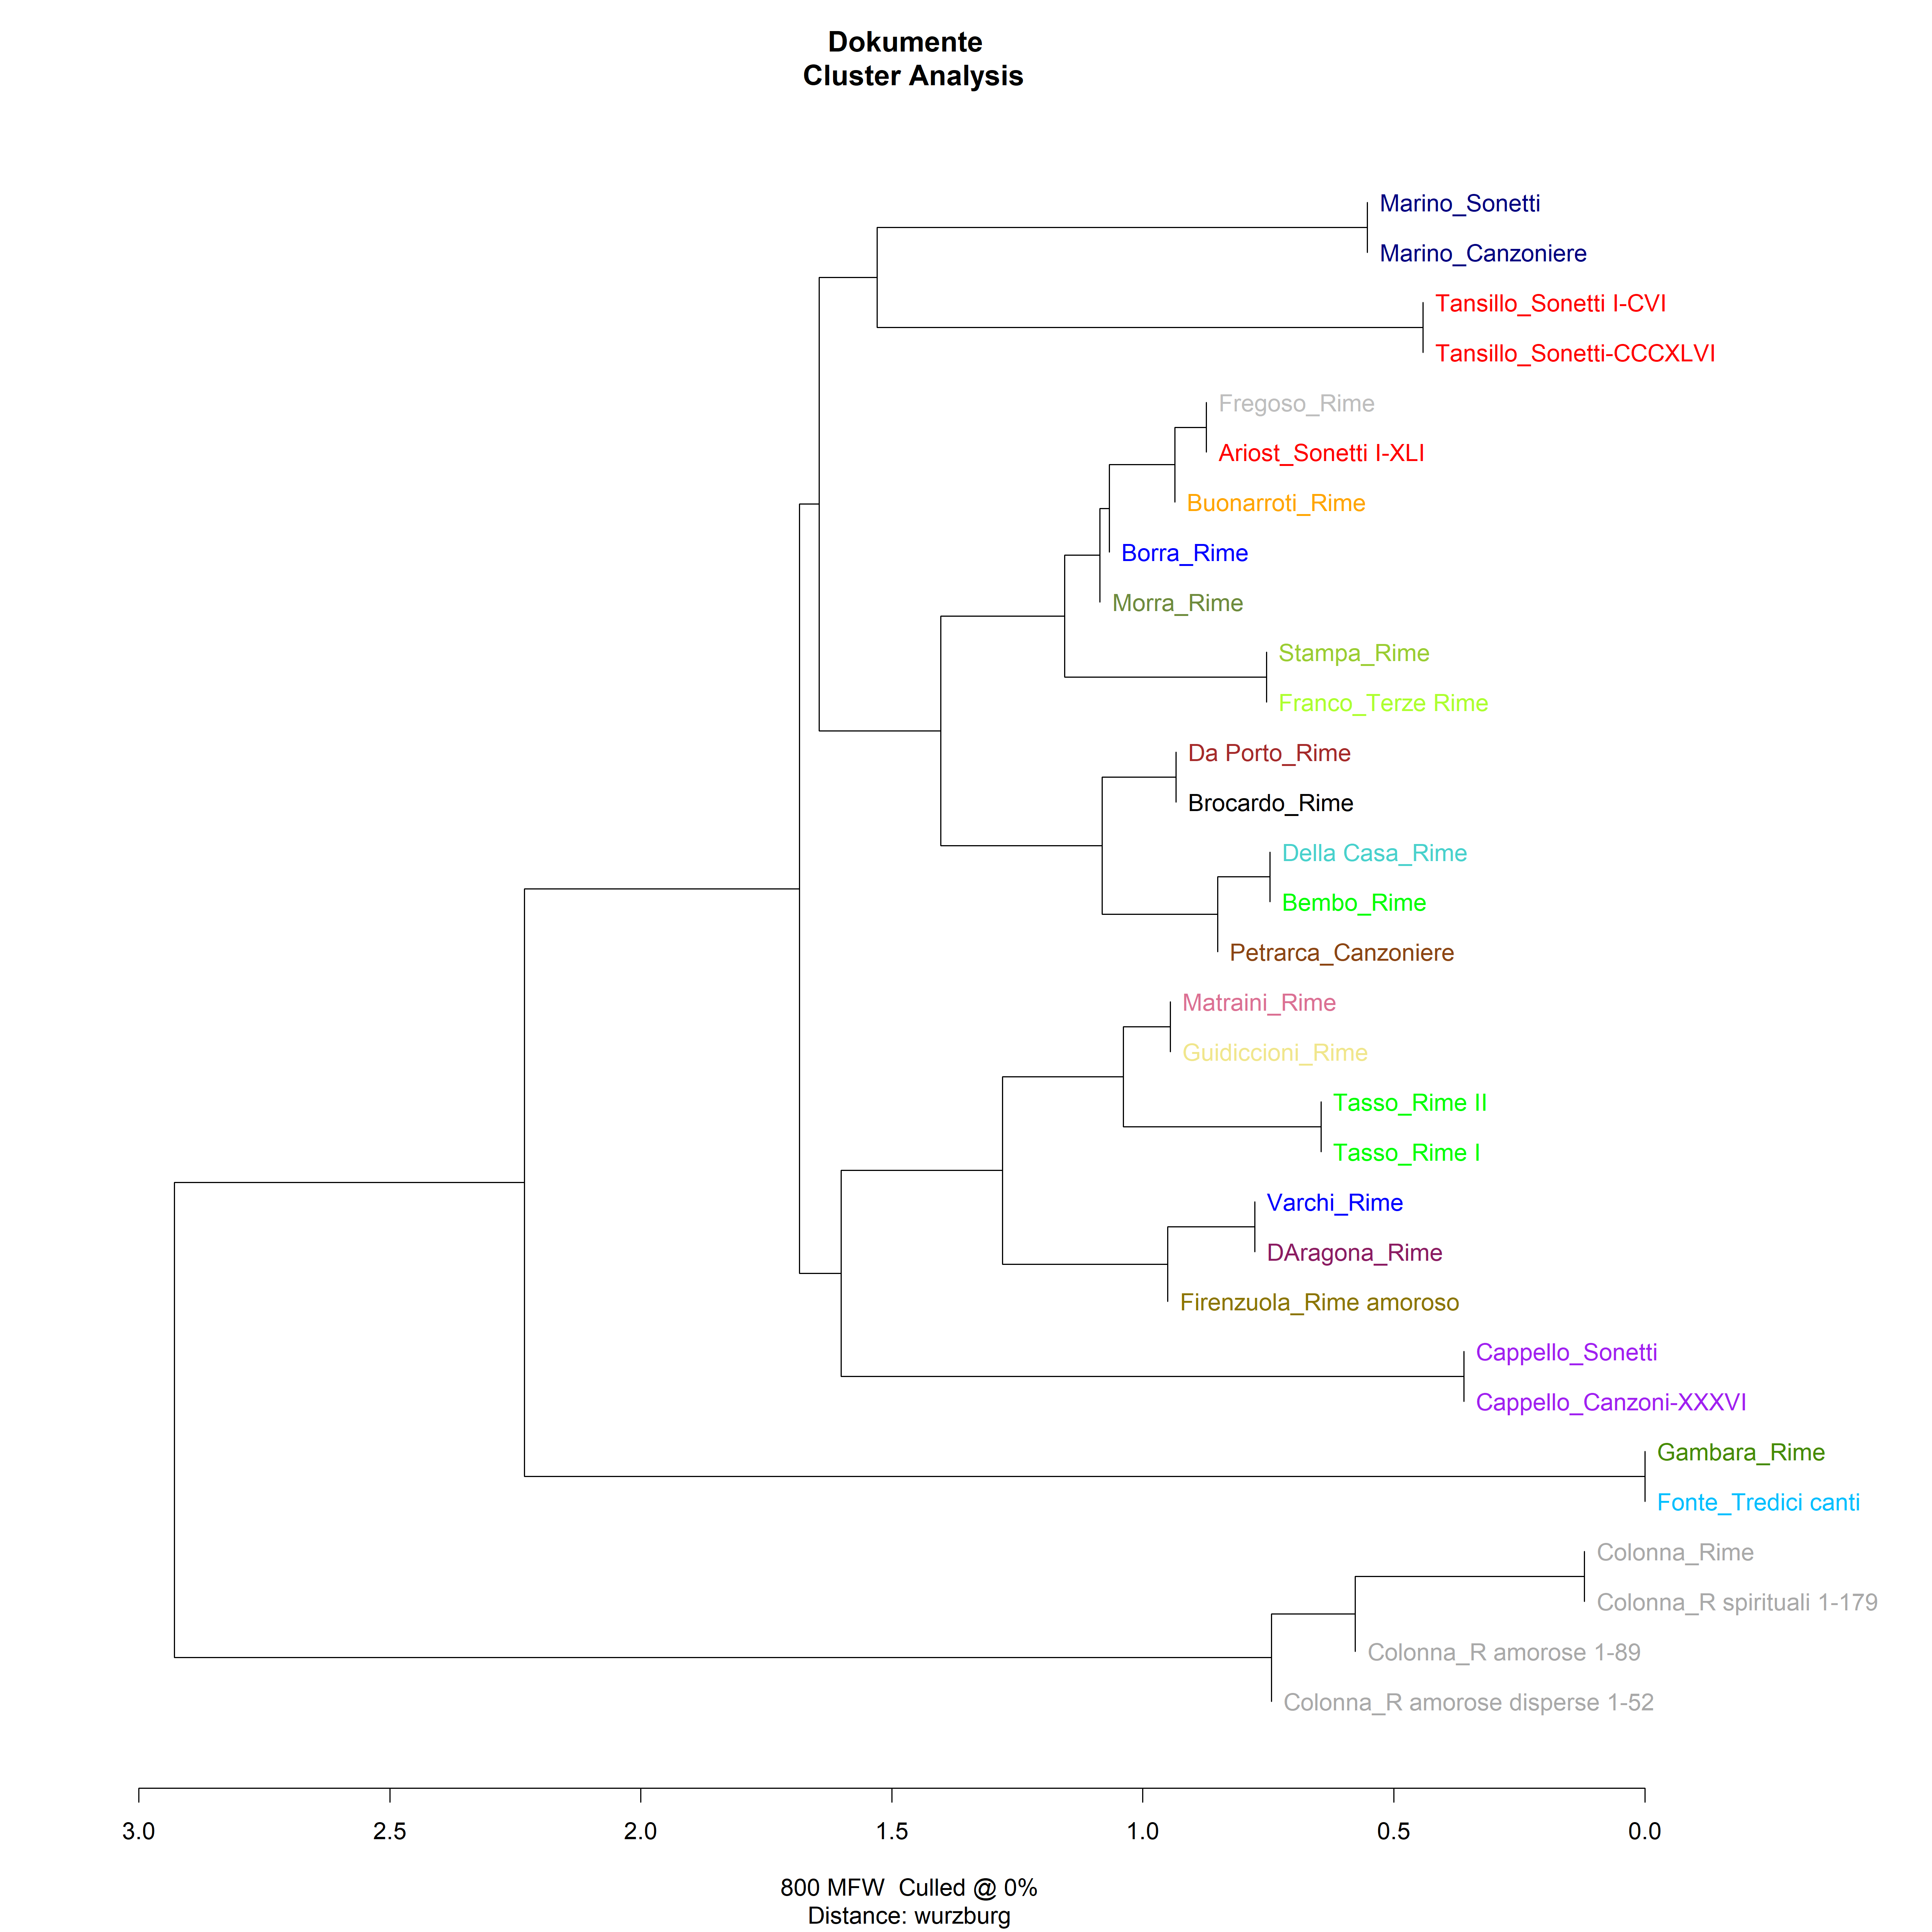 Dokumente
Cluster Analysis
Marino_Sonetti
Marino_Canzoniere
Tansillo_Sonetti I-CVI
Tansillo_Sonetti-CCCXLVI
Fregoso_Rime
Ariost_Sonetti I-XLI
Buonarroti_Rime
Borra_Rime
Morra_Rime
Stampa_Rime
Franco_Terze Rime
Da Porto_Rime
Brocardo_Rime
Della Casa_Rime
Bembo_Rime
Petrarca_Canzoniere
Matraini_Rime
Guidiccioni_Rime
Tasso_Rime II
Tasso_Rime I
Varchi_Rime
DAragona_Rime
Firenzuola_Rime amoroso
Cappello_Sonetti
Cappello_Canzoni-XXXVI
Gambara_Rime
Fonte_Tredici canti
Colonna_Rime
Colonna_R spirituali 1-179
Colonna_R amorose 1-89
Colonna_R amorose disperse 1-52
3.0 2.5 2.0 1.5 1.0 0.5 0.0
800 MFW  Culled @ 0%
Distance: wurzburg